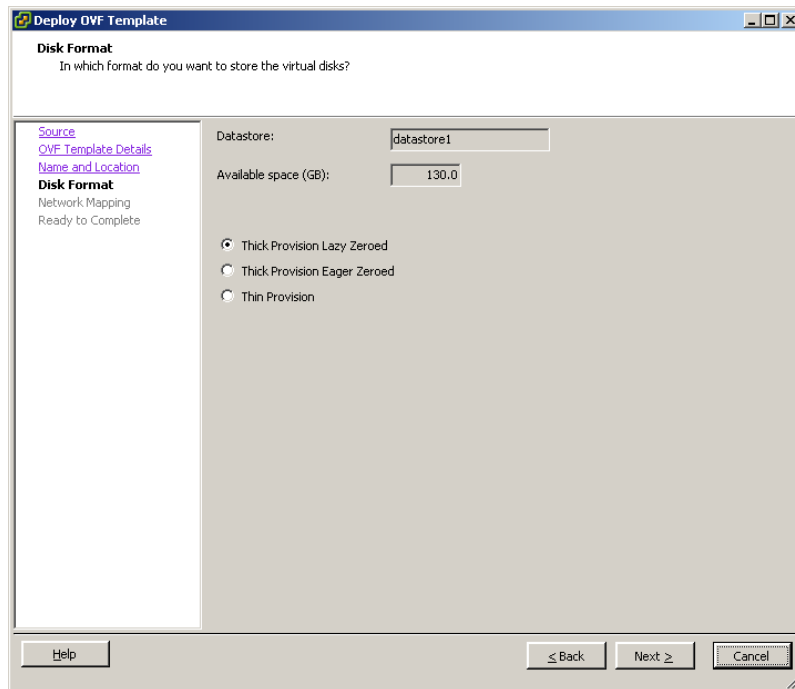 Deploy OVF Template
Disk Format
In which format do you want to store the virtual disks?
Source
OVF Template Details
Name and Location
Disk Format
Network Mapping
Ready to Complete
Datastore:
datastore1
Available space (GB):
130.0
Thick Provision Lazy Zeroed
Thick Provision Eager Zeroed
Thin Provision
Help
≤ Back
Next ≥
Cancel